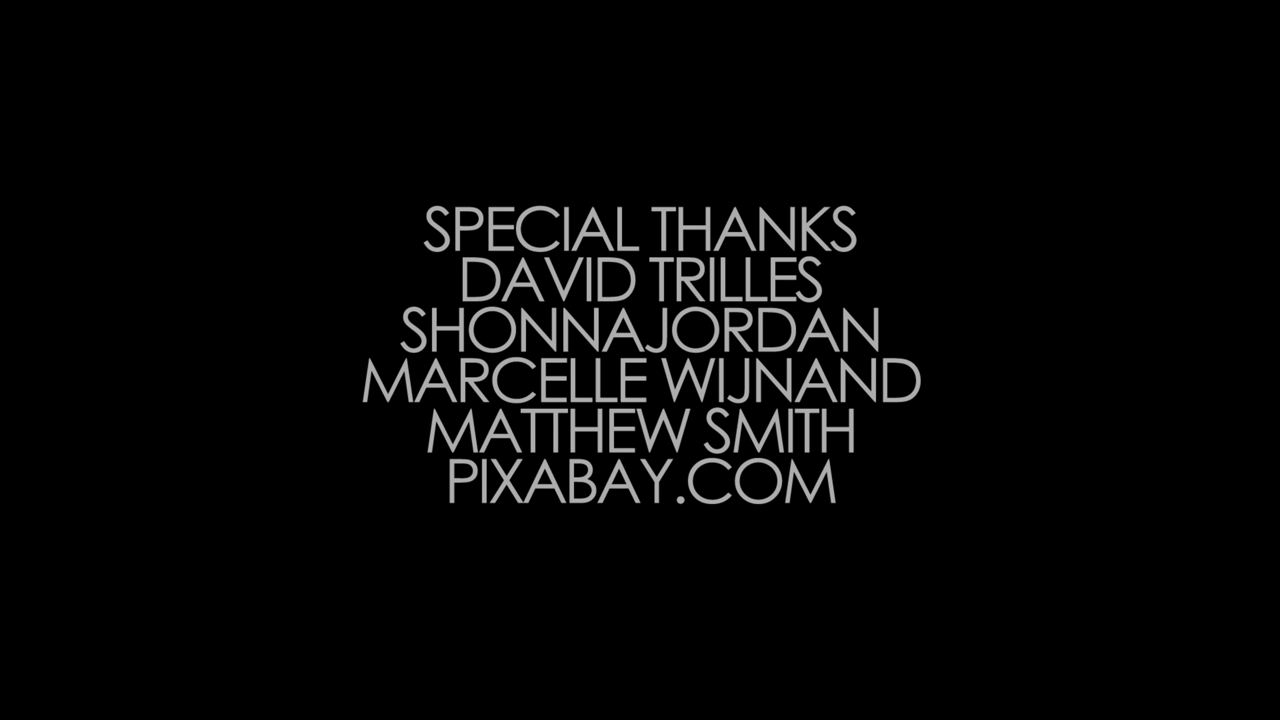 SPECIAL THANKS
DAVID TRILLES
SHONNAJORDAN
MARCELLE WIJNAND
MATTHEW SMITH
PIXABAY.COM